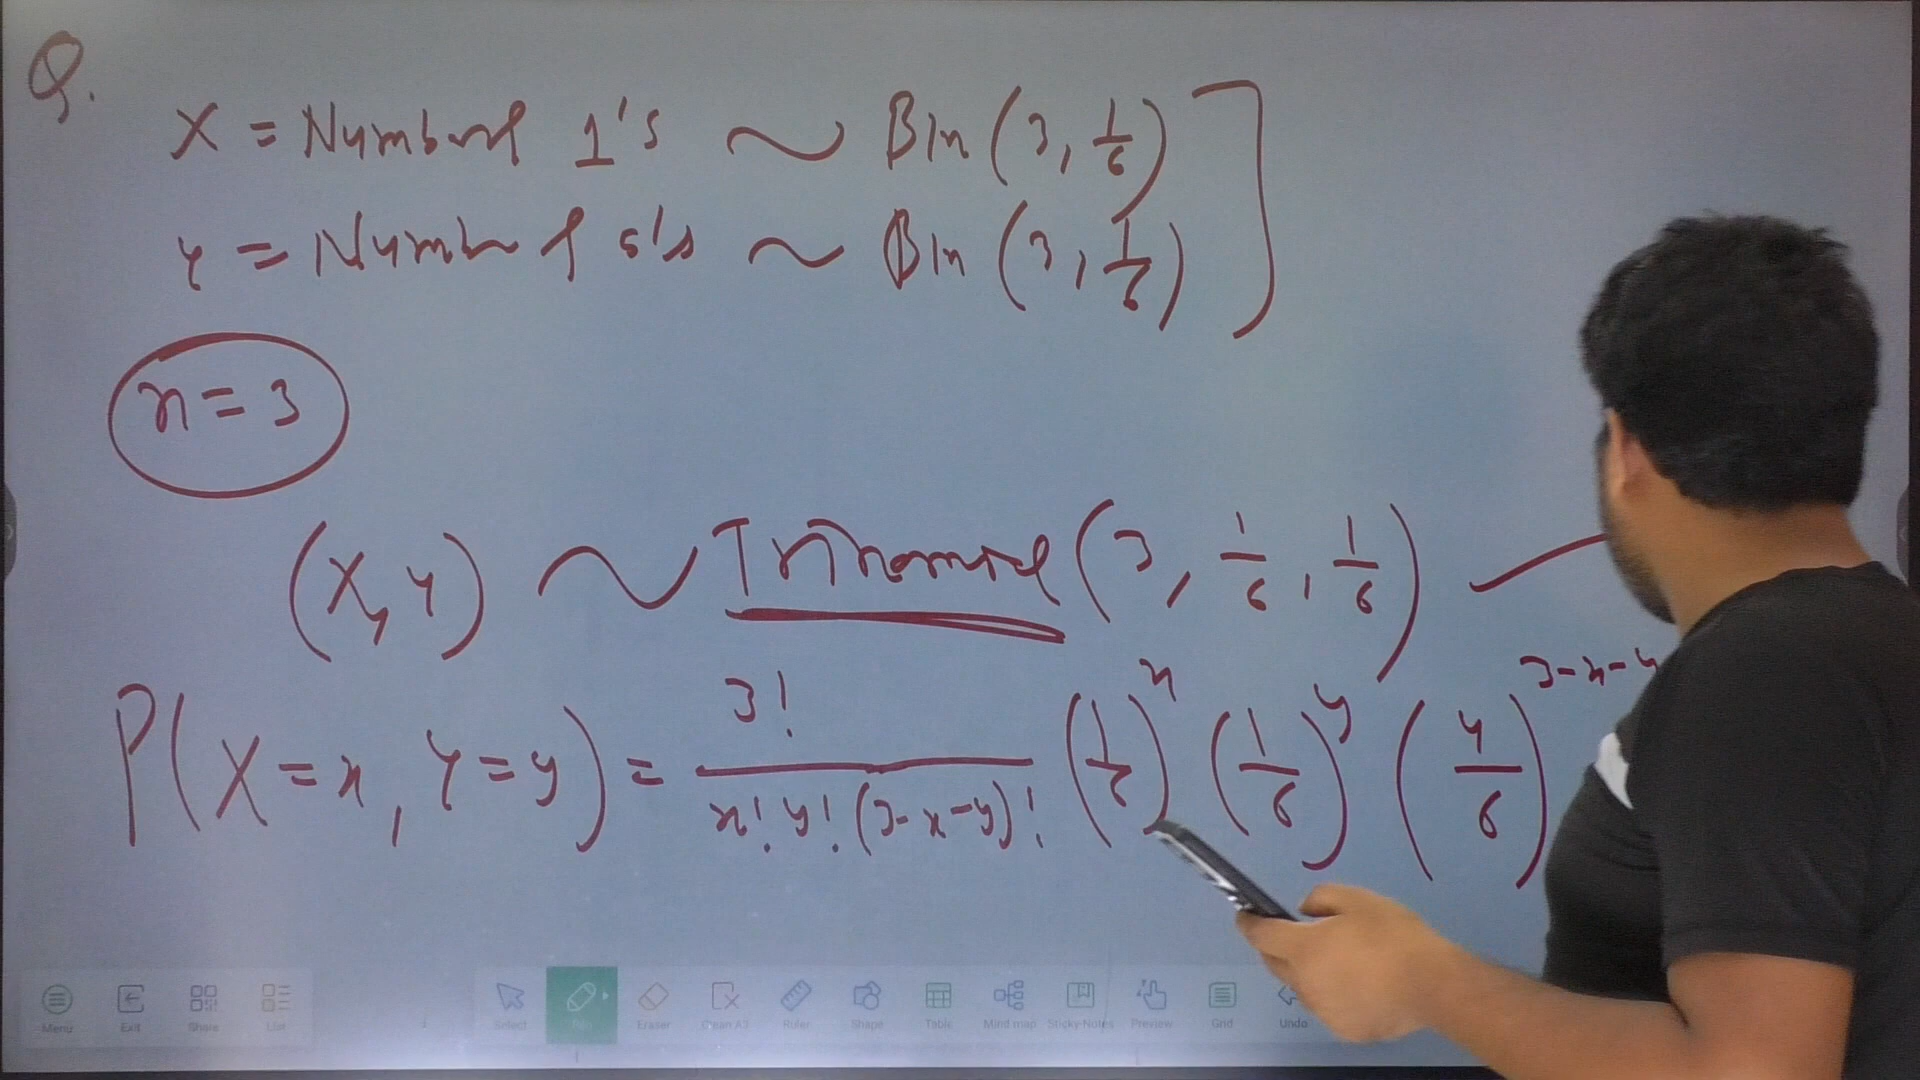 Q.
X = Number of 1's ~ Bin (3, 1/6)
Y = Number of 6's ~ Bin (3, 1/6)
n = 3
(X, Y) ~ Trinomial (3, 1/6, 1/6)
P(X = x, Y = y) = 3! / x! y! (3-x-y)! (1/6)^x (1/6)^y (4/6)^3-x-y
Menu Exit Share List Select Pen Eraser Clean A3 Ruler Shape Table Mind map Sticky-Notes Preview Grid Undo